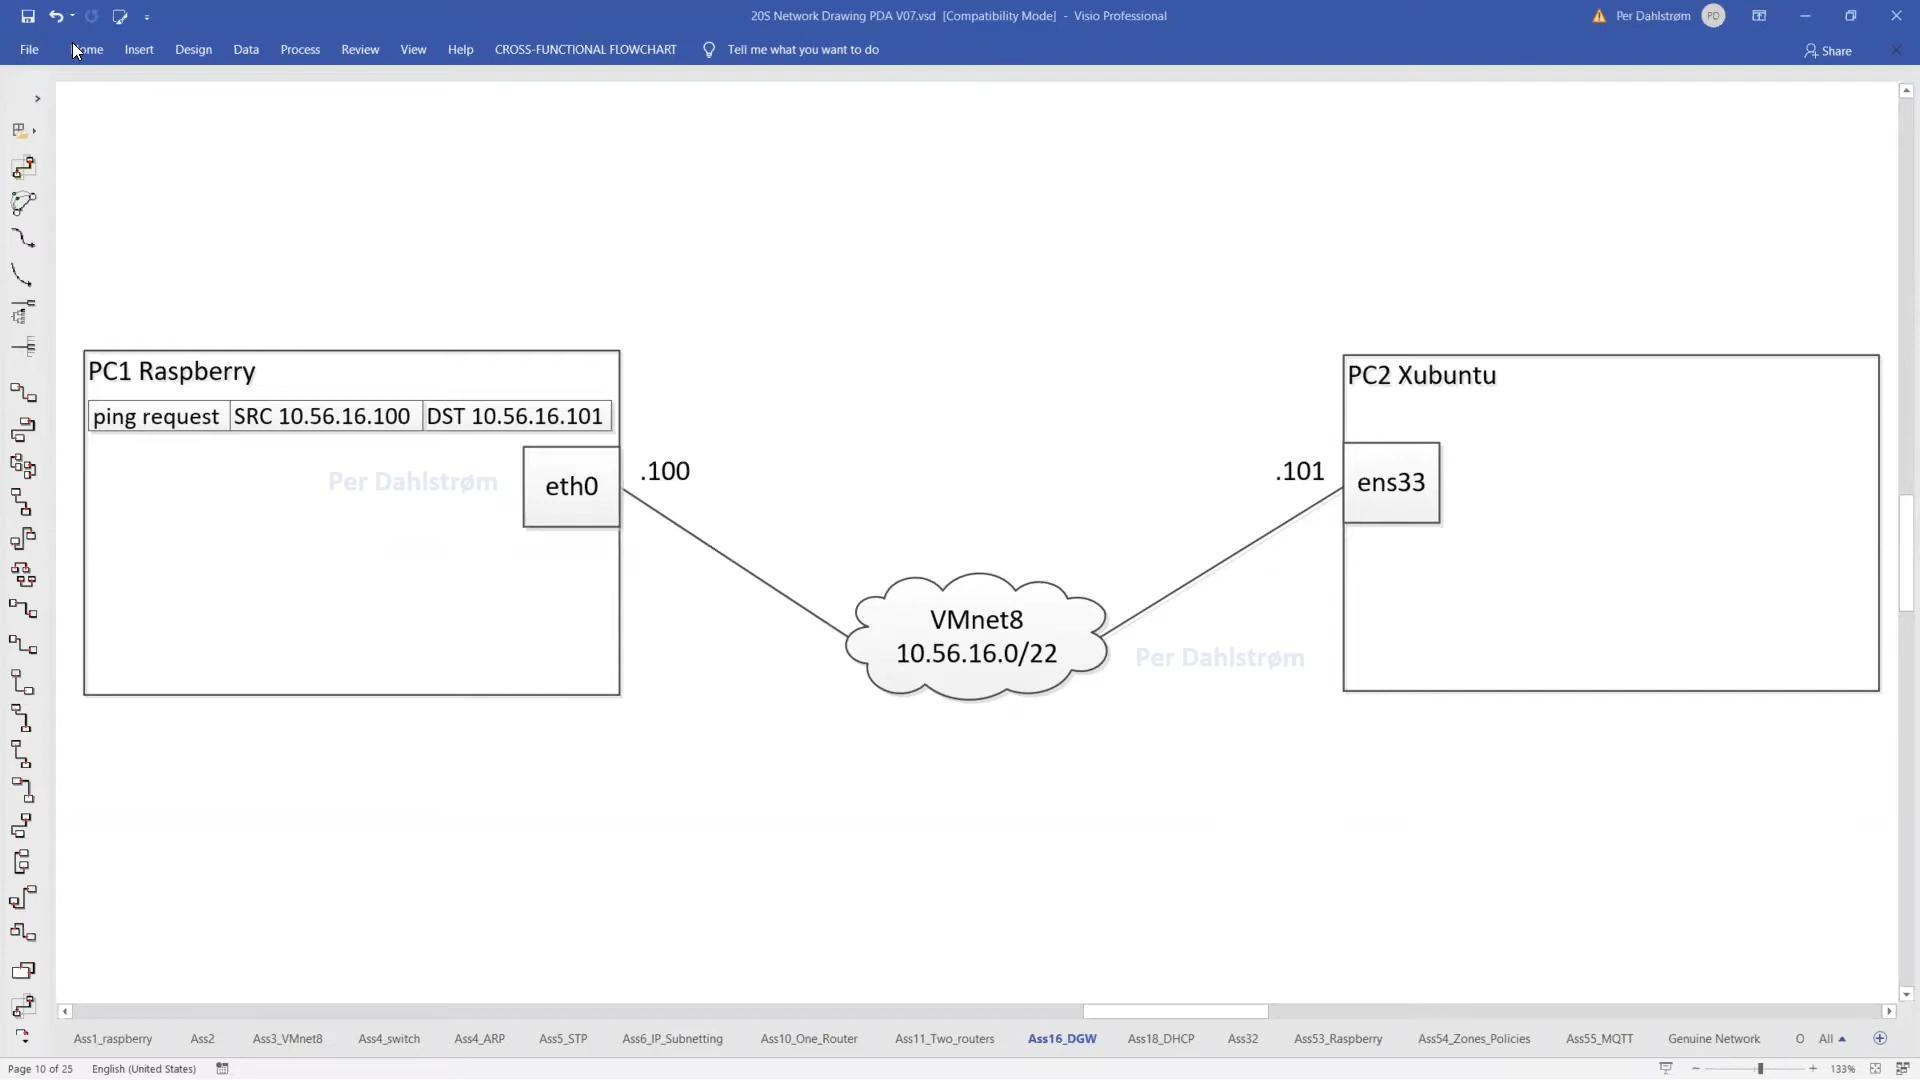 20S Network Drawing PDA V07.vsd [Compatibility Mode] - Visio Professional
Per Dahlstrøm
PD
File
Insert
Design
Data
Process
Review
View
Help
CROSS-FUNCTIONAL FLOWCHART
Tell me what you want to do
Share
PC1 Raspberry
ping request
SRC 10.56.16.100
DST 10.56.16.101
eth0
.100
Per Dahlstrøm
PC2 Xubuntu
.101
ens33
VMnet8
10.56.16.0/22
Per Dahlstrøm
Ass1_raspberry
Ass2
Ass3_VMnet8
Ass4_switch
Ass4_ARP
Ass5_STP
Ass6_IP_Subnetting
Ass10_One_Router
Ass11_Two_routers
Ass16_DGW
Ass18_DHCP
Ass32
Ass53_Raspberry
Ass54_Zones_Policies
Ass55_MQTT
Genuine Network
O
All
Page 10 of 25
English (United States)
133%